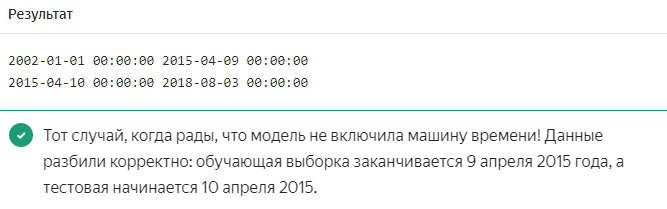 Результат
2002-01-01 00:00:00 2015-04-09 00:00:00
2015-04-10 00:00:00 2018-08-03 00:00:00
Тот случай, когда рады, что модель не включила машину времени! Данные
разбили корректно: обучающая выборка заканчивается 9 апреля 2015 года, а
тестовая начинается 10 апреля 2015.